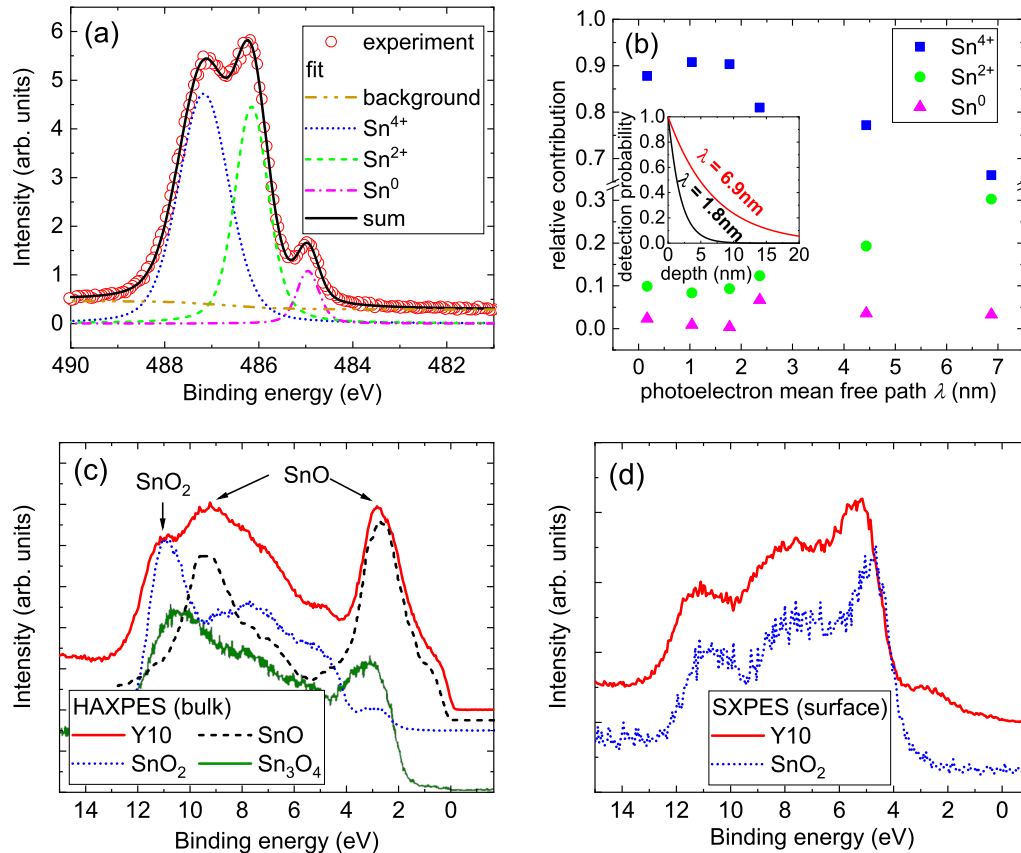 (a)
experiment
fit
background
Sn⁴⁺
Sn²⁺
Sn⁰
sum
Intensity (arb. units)
6
5
4
3
2
1
0
490 488 486 484 482
Binding energy (eV)
(b)
Sn⁴⁺
Sn²⁺
Sn⁰
relative contribution
1.0
0.9
0.8
0.7
0.3
0.2
0.1
0.0
detection probability
1.0
0.8
0.6
0.4
0.2
0.0
λ = 6.9nm
λ = 1.8nm
0 5 10 15 20
depth (nm)
0 1 2 3 4 5 6 7
photoelectron mean free path λ (nm)
(c)
SnO₂
SnO
Intensity (arb. units)
HAXPES (bulk)
Y10
SnO
SnO₂
Sn₃O₄
14 12 10 8 6 4 2 0
Binding energy (eV)
(d)
Intensity (arb. units)
SXPES (surface)
Y10
SnO₂
14 12 10 8 6 4 2 0
Binding energy (eV)